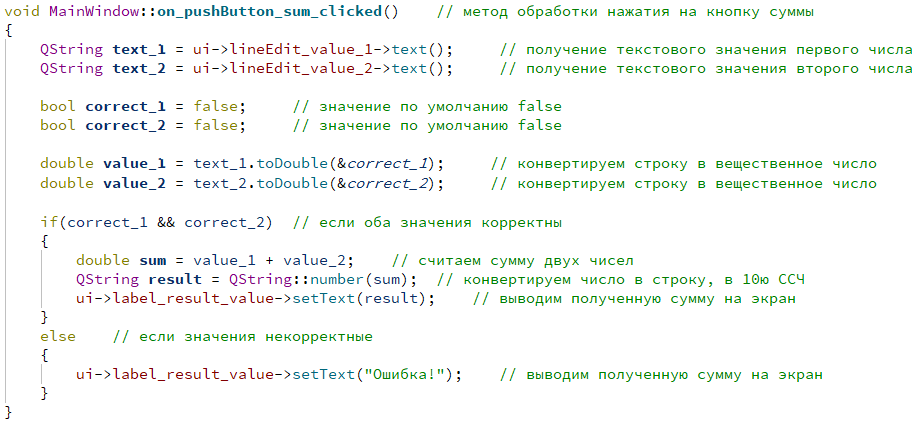 void MainWindow::on_pushButton_sum_clicked()    // метод обработки нажатия на кнопку суммы
{
    QString text_1 = ui->lineEdit_value_1->text();     // получение текстового значения первого числа
    QString text_2 = ui->lineEdit_value_2->text();     // получение текстового значения второго числа

    bool correct_1 = false;     // значение по умолчанию false
    bool correct_2 = false;     // значение по умолчанию false

    double value_1 = text_1.toDouble(&correct_1);     // конвертируем строку в вещественное число
    double value_2 = text_2.toDouble(&correct_2);     // конвертируем строку в вещественное число

    if(correct_1 && correct_2)  // если оба значения корректны
    {
        double sum = value_1 + value_2;    // считаем сумму двух чисел
        QString result = QString::number(sum);  // конвертируем число в строку, в 10ю ССЧ
        ui->label_result_value->setText(result);    // выводим полученную сумму на экран
    }
    else    // если значения некорректные
    {
        ui->label_result_value->setText("Ошибка!");    // выводим полученную сумму на экран
    }
}